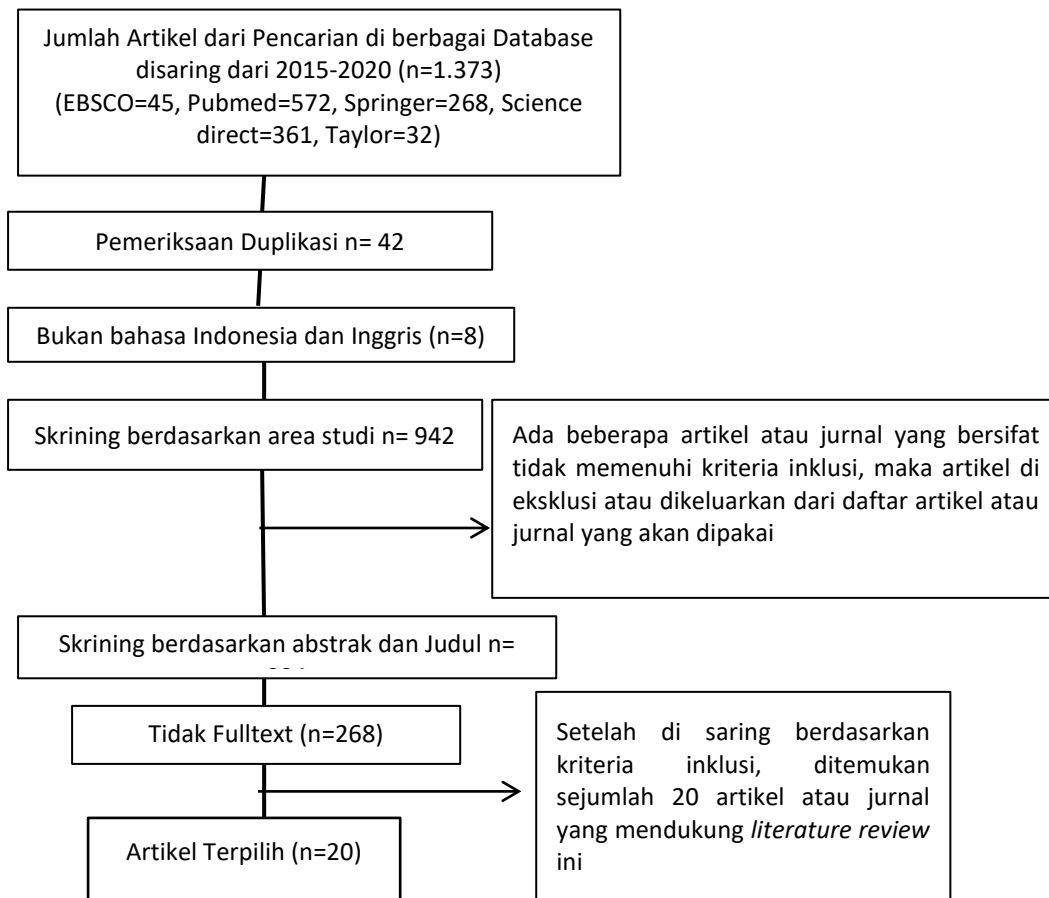 Jumlah Artikel dari Pencarian di berbagai Database
disaring dari 2015-2020 (n=1.373)
(EBSCO=45, Pubmed=572, Springer=268, Science
direct=361, Taylor=32)
Pemeriksaan Duplikasi n= 42
Bukan bahasa Indonesia dan Inggris (n=8)
Skrining berdasarkan area studi n= 942
Ada beberapa artikel atau jurnal yang bersifat
tidak memenuhi kriteria inklusi, maka artikel di
eksklusi atau dikeluarkan dari daftar artikel atau
jurnal yang akan dipakai
Skrining berdasarkan abstrak dan Judul n=
Tidak Fulltext (n=268)
Setelah di saring berdasarkan
kriteria inklusi, ditemukan
sejumlah 20 artikel atau jurnal
yang mendukung literature review
ini
Artikel Terpilih (n=20)